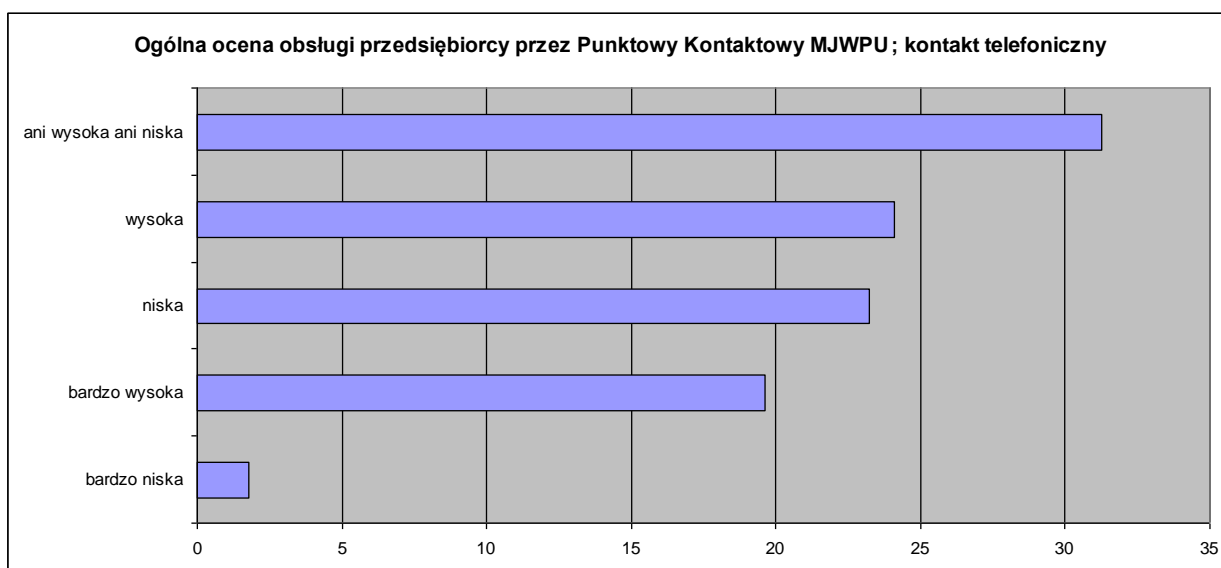 Ogólna ocena obsługi przedsiębiorcy przez Punktowy Kontaktowy MJWPU; kontakt telefoniczny
ani wysoka ani niska
wysoka
niska
bardzo wysoka
bardzo niska
0 5 10 15 20 25 30 35